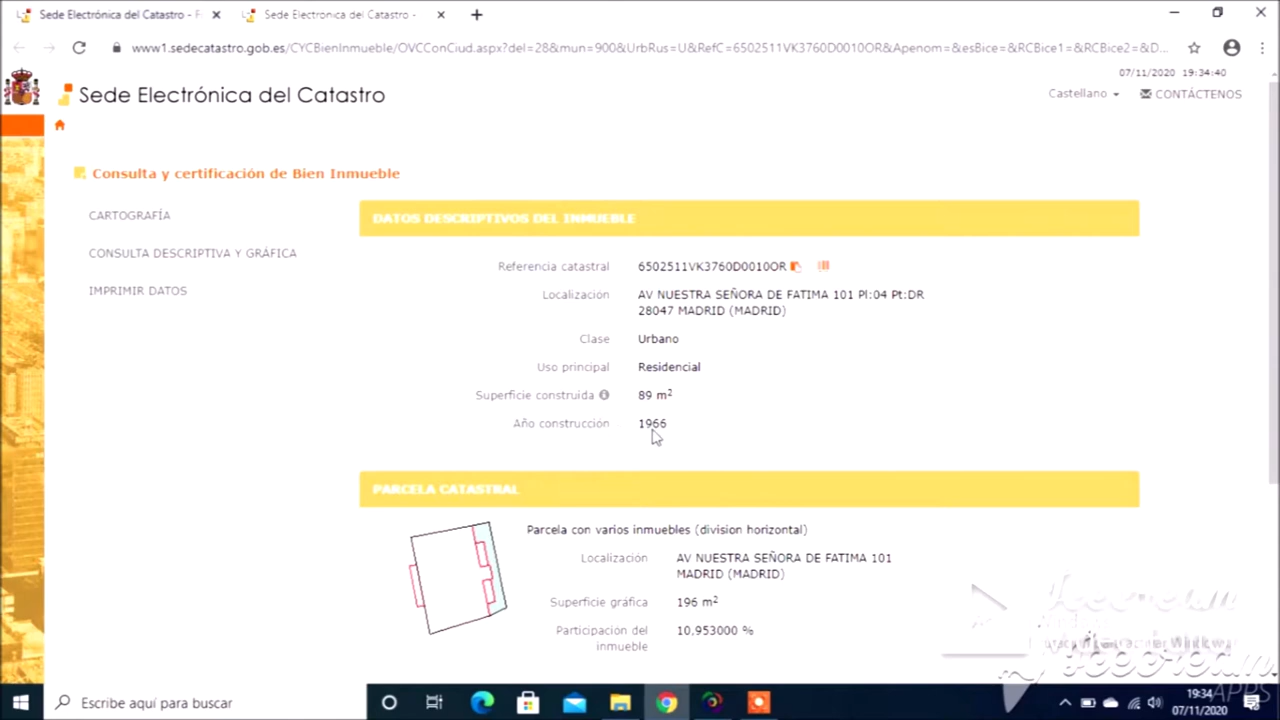 Sede Electrónica del Catastro - F
Sede Electrónica del Catastro -
www1.sedecatastro.gob.es/CYCBienInmueble/OVCConCiud.aspx?del=28&mun=900&UrbRus=U&RefC=6502511VK3760D0010OR&Apenom=&esBice=&RCBice1=&RCBice2=&D...
07/11/2020 19:34:40
Sede Electrónica del Catastro
Castellano
CONTÁCTENOS
Consulta y certificación de Bien Inmueble
CARTOGRAFÍA
CONSULTA DESCRIPTIVA Y GRÁFICA
IMPRIMIR DATOS
DATOS DESCRIPTIVOS DEL INMUEBLE
Referencia catastral 6502511VK3760D0010OR
Localización AV NUESTRA SEÑORA DE FATIMA 101 Pl:04 Pt:DR
28047 MADRID (MADRID)
Clase Urbano
Uso principal Residencial
Superficie construida 89 m²
Año construcción 1966
PARCELA CATASTRAL
Parcela con varios inmuebles (division horizontal)
Localización AV NUESTRA SEÑORA DE FATIMA 101
MADRID (MADRID)
Superficie gráfica 196 m²
Participación del inmueble 10,953000 %
APPS
Escribe aquí para buscar
19:34
07/11/2020